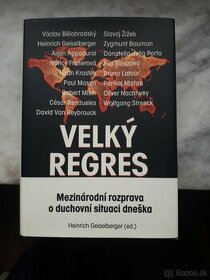 Václav Bělohradský Slavoj Žižek
Heinrich Geiselberger Zygmunt Bauman
Arjun Appadurai Donatella della Porta
Nancy Fraserová Eva Illouzová
Ivan Krastev Bruno Latour
Paul Mason Pankaj Mishra
Robert Misik Oliver Nachtwey
César Rendueles Wolfgang Streeck
David Van Reybrouck
VELKÝ
REGRES
Mezinárodní rozprava
o duchovní situaci dneška
Heinrich Geiselberger (ed.)
bazos.sk